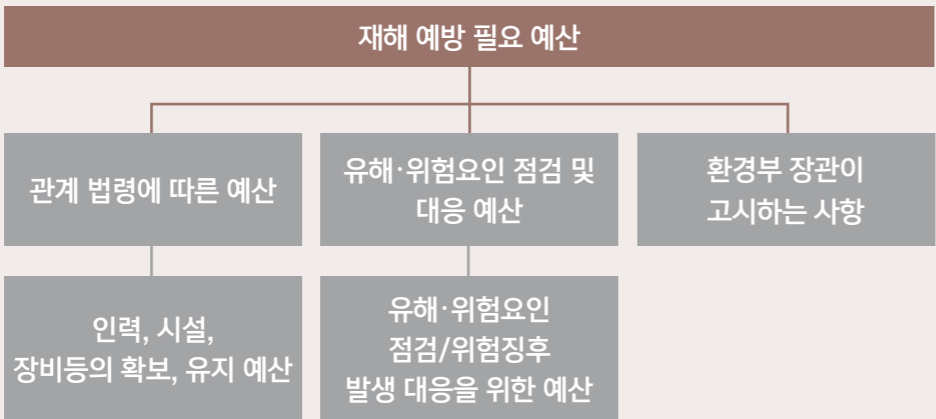 재해 예방 필요 예산
관계 법령에 따른 예산
유해·위험요인 점검 및
대응 예산
환경부 장관이
고시하는 사항
인력, 시설,
장비등의 확보, 유지 예산
유해·위험요인
점검/위험징후
발생 대응을 위한 예산